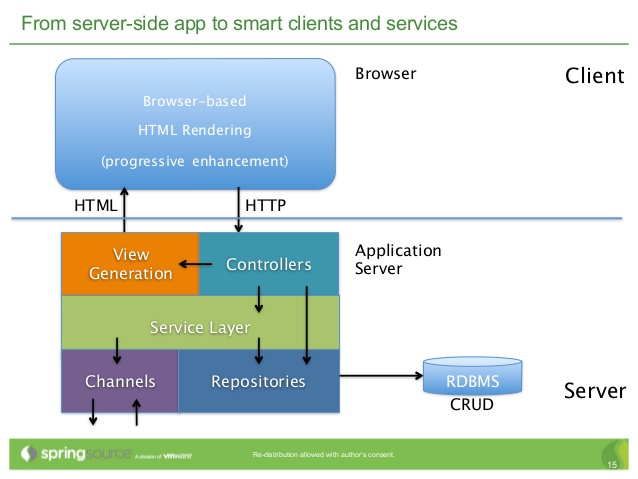 From server-side app to smart clients and services
Browser-based
HTML Rendering
(progressive enhancement)
Browser
Client
HTML
HTTP
View
Generation
Controllers
Application
Server
Service Layer
Channels
Repositories
RDBMS
CRUD
Server
springsource
A division of vmware
Re-distribution allowed with author's consent.
15